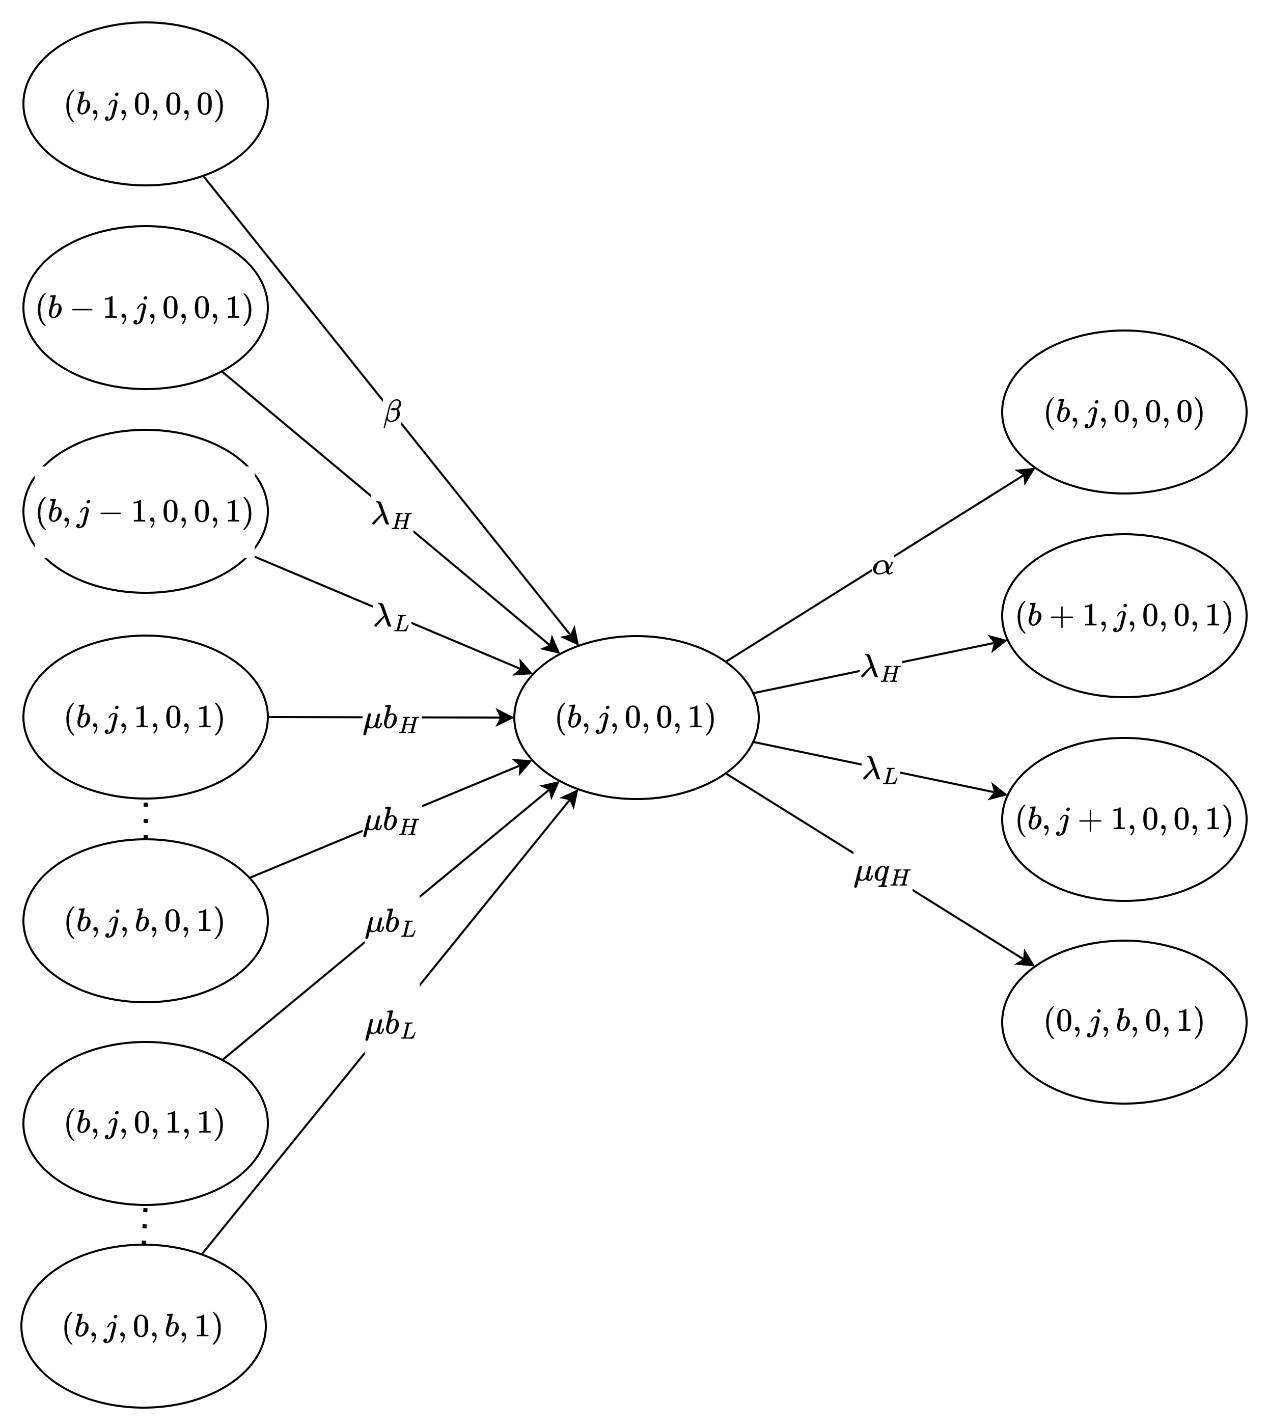 (b, j, 0, 0, 0)
(b − 1, j, 0, 0, 1)
(b, j − 1, 0, 0, 1)
(b, j, 1, 0, 1)
⋮
(b, j, b, 0, 1)
(b, j, 0, 1, 1)
⋮
(b, j, 0, b, 1)
β
λ_H
λ_L
μb_H
μb_H
μb_L
μb_L
(b, j, 0, 0, 1)
α
λ_H
λ_L
μq_H
(b, j, 0, 0, 0)
(b + 1, j, 0, 0, 1)
(b, j + 1, 0, 0, 1)
(0, j, b, 0, 1)